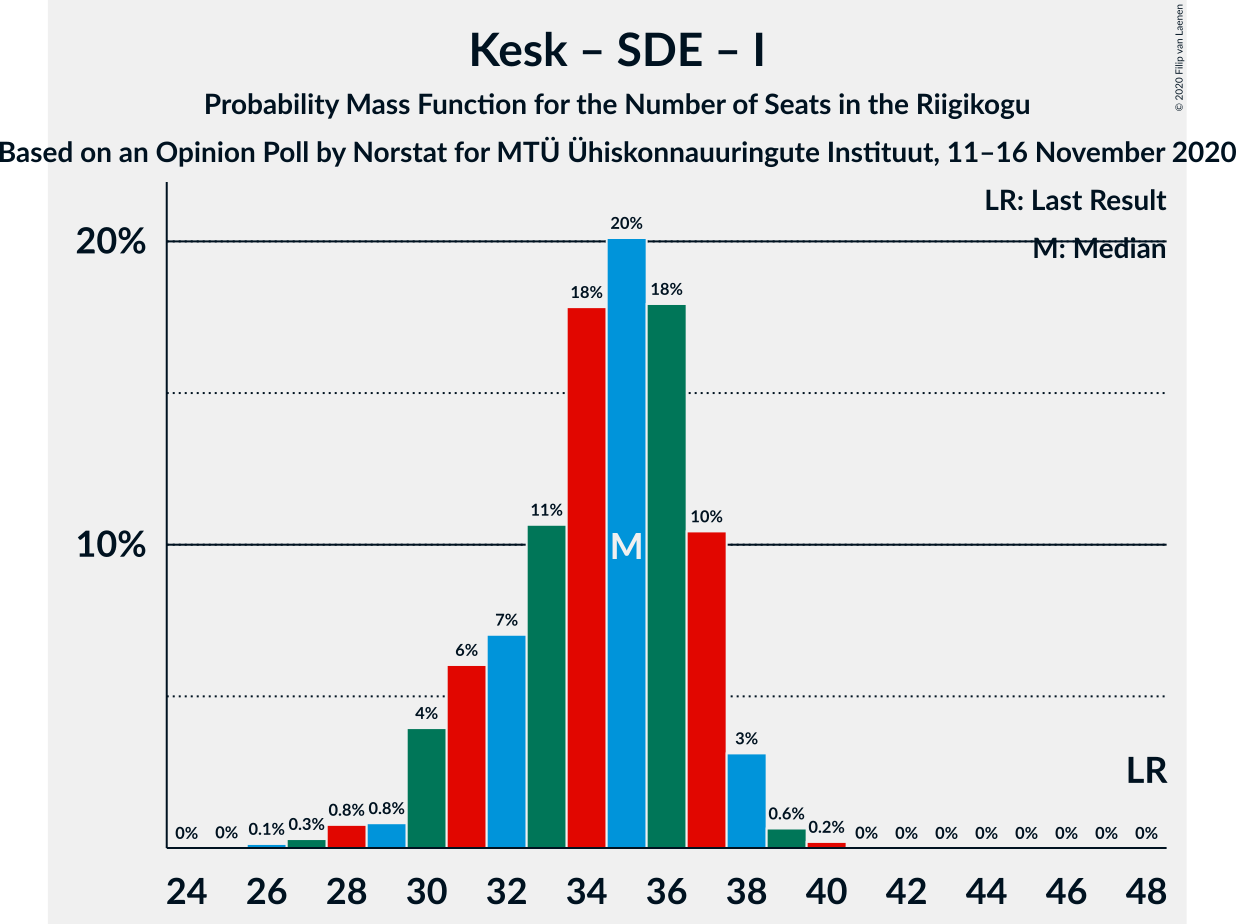 Kesk – SDE – I
Probability Mass Function for the Number of Seats in the Riigikogu
Based on an Opinion Poll by Norstat for MTÜ Ühiskonnauuringute Instituut, 11–16 November 2020
© 2020 Filip van Laenen
LR: Last Result
M: Median
20%
10%
0% 0% 0.1% 0.3% 0.8% 0.8% 4% 6% 7% 11% 18% 20% 18% 10% 3% 0.6% 0.2% 0% 0% 0% 0% 0% 0% 0% 0%
M
LR
24 26 28 30 32 34 36 38 40 42 44 46 48